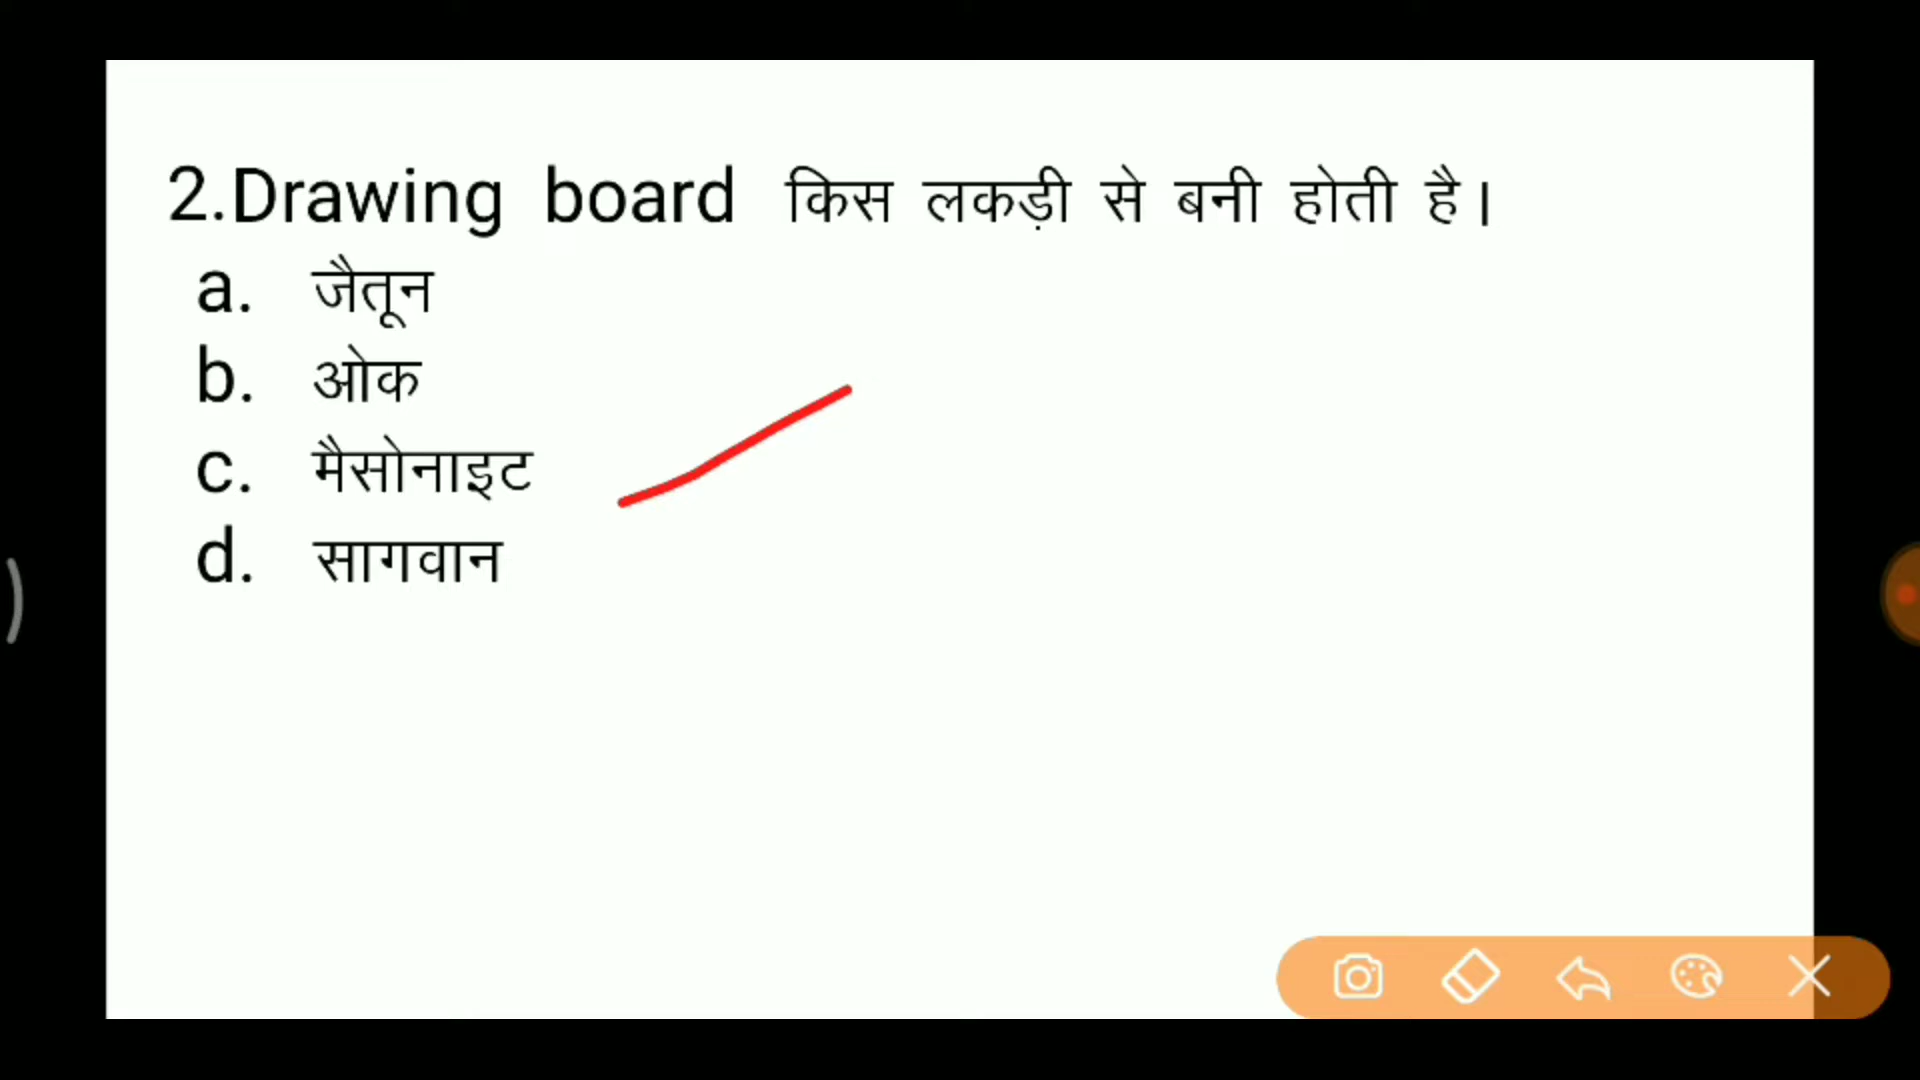 2.Drawing board किस लकड़ी से बनी होती है।
a. जैतून
b. ओक
c. मैसोनाइट
d. सागवान